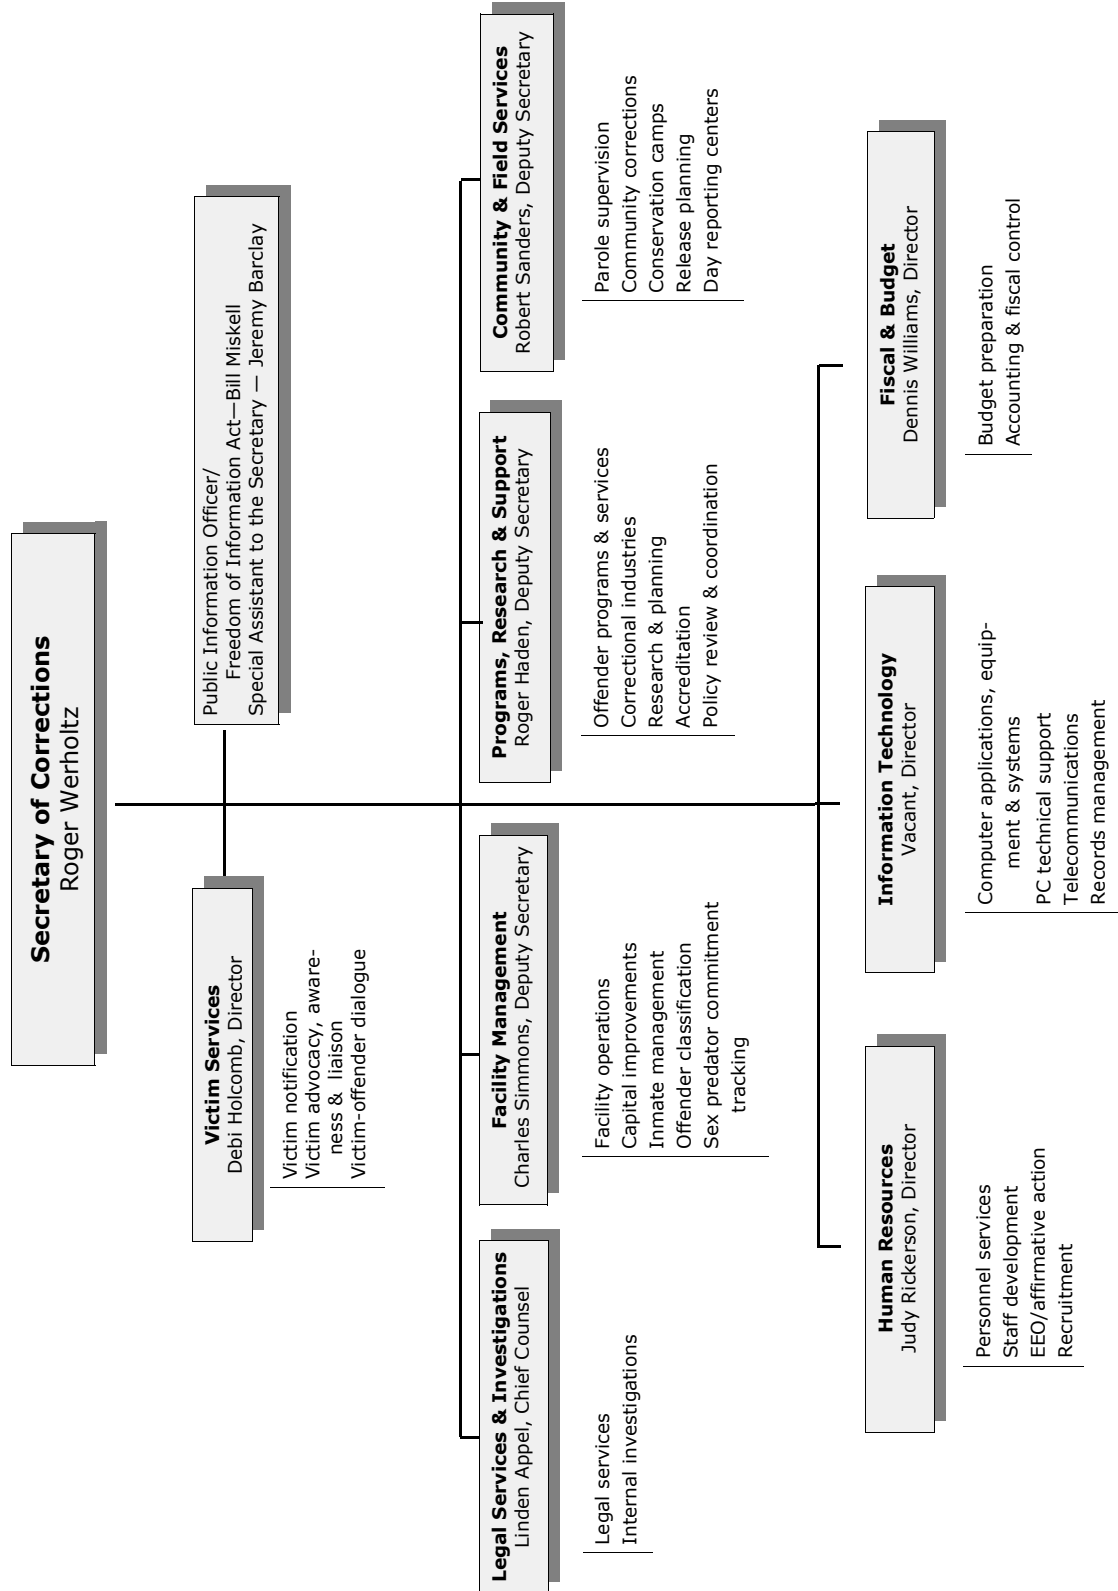 Secretary of Corrections
Roger Werholtz
Victim Services
Debi Holcomb, Director
Victim notification
Victim advocacy, aware-
ness & liaison
Victim-offender dialogue
Public Information Officer/
Freedom of Information Act—Bill Miskell
Special Assistant to the Secretary — Jeremy Barclay
Legal Services & Investigations
Linden Appel, Chief Counsel
Legal services
Internal investigations
Facility Management
Charles Simmons, Deputy Secretary
Facility operations
Capital improvements
Inmate management
Offender classification
Sex predator commitment
tracking
Programs, Research & Support
Roger Haden, Deputy Secretary
Offender programs & services
Correctional industries
Research & planning
Accreditation
Policy review & coordination
Community & Field Services
Robert Sanders, Deputy Secretary
Parole supervision
Community corrections
Conservation camps
Release planning
Day reporting centers
Human Resources
Judy Rickerson, Director
Personnel services
Staff development
EEO/affirmative action
Recruitment
Information Technology
Vacant, Director
Computer applications, equip-
ment & systems
PC technical support
Telecommunications
Records management
Fiscal & Budget
Dennis Williams, Director
Budget preparation
Accounting & fiscal control